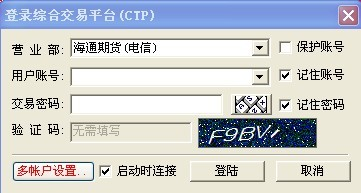 登录综合交易平台(CTP)
营 业 部: 海通期货(电信) 保护账号
用户账号: 记住账号
交易密码: 记住密码
验 证 码: 无需填写 F9BV
多帐户设置.. 启动时连接 登陆 取消